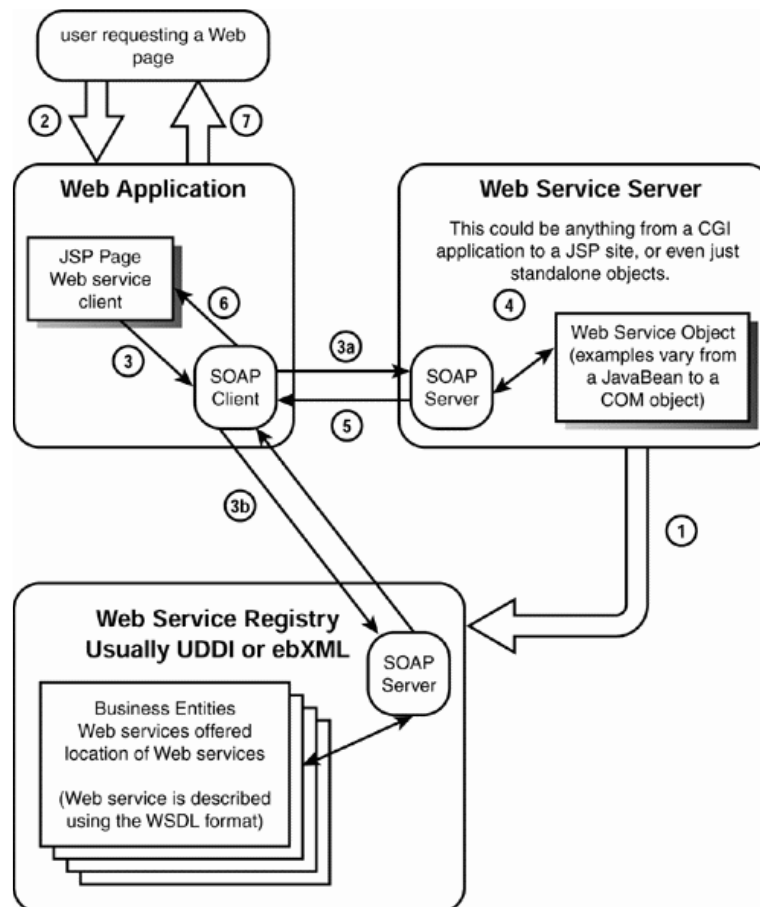 user requesting a Web
page
2
7
Web Application
JSP Page
Web service
client
6
3
SOAP
Client
3a
5
Web Service Server
This could be anything from a CGI
application to a JSP site, or even just
standalone objects.
4
Web Service Object
(examples vary from
a JavaBean to a
COM object)
SOAP
Server
3b
1
Web Service Registry
Usually UDDI or ebXML
SOAP
Server
Business Entities
Web services offered
location of Web services
(Web service is described
using the WSDL format)